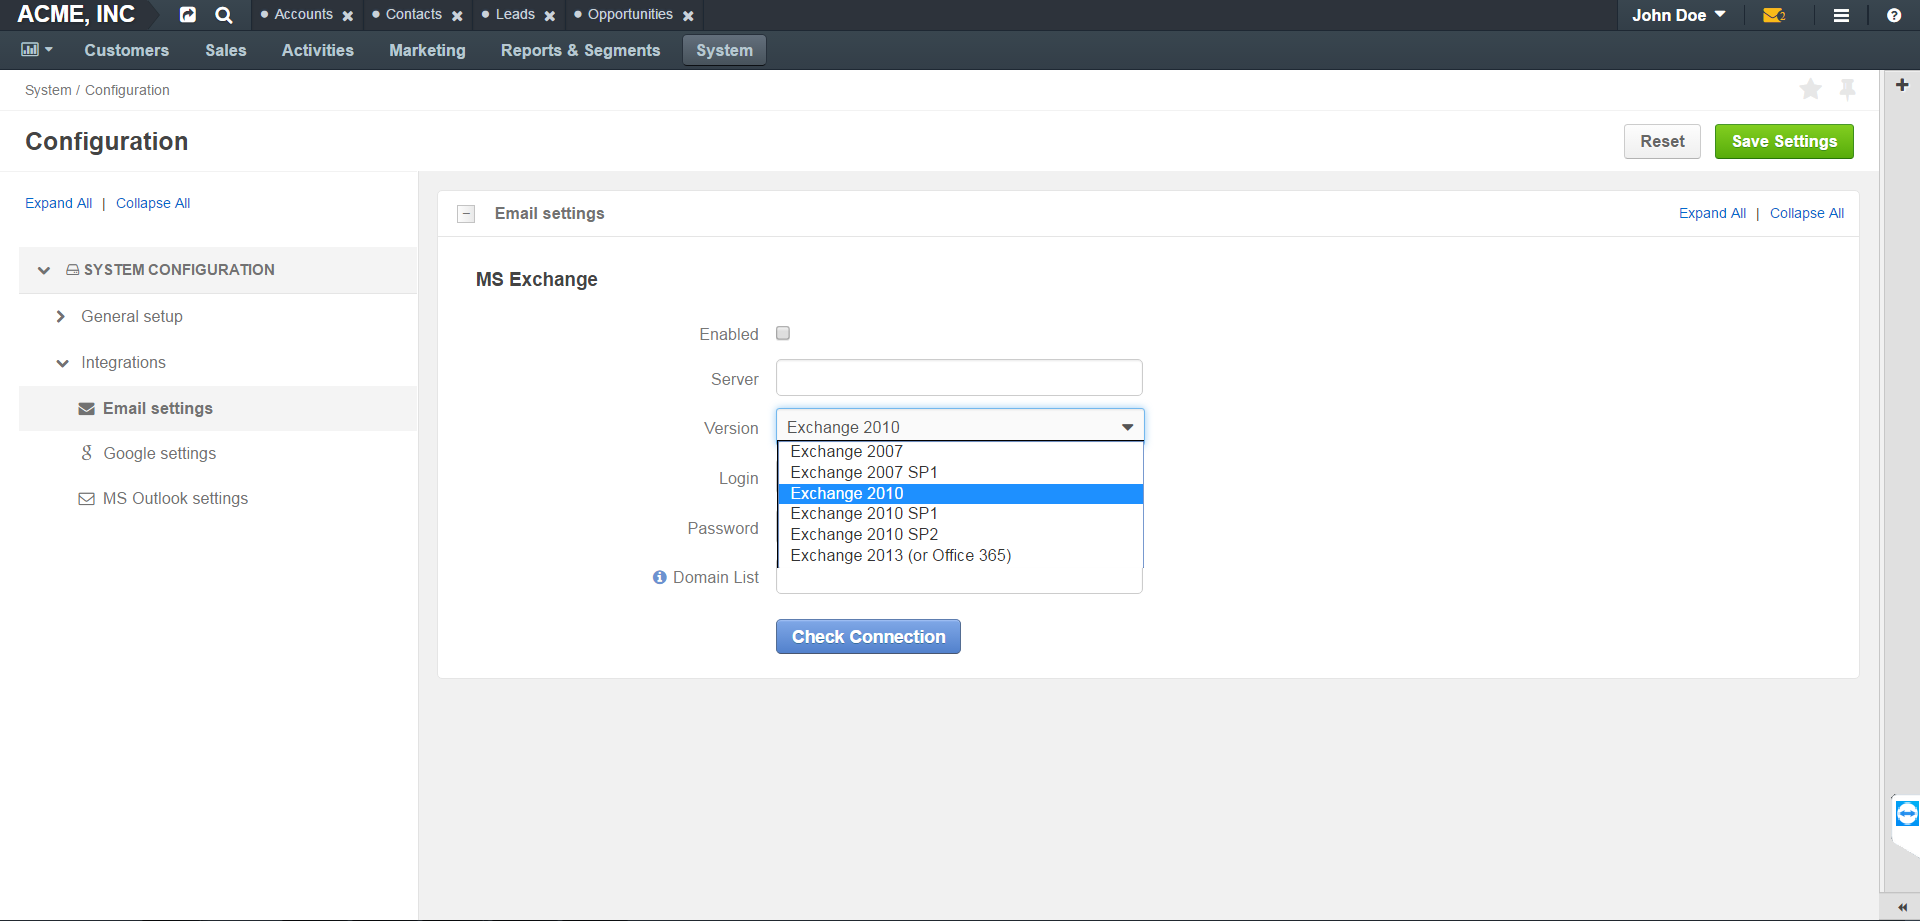 ACME, INC Accounts Contacts Leads Opportunities John Doe 2
Customers Sales Activities Marketing Reports & Segments System
System / Configuration
Configuration
Reset Save Settings
Expand All | Collapse All
SYSTEM CONFIGURATION
General setup
Integrations
Email settings
Google settings
MS Outlook settings
Email settings
Expand All | Collapse All
MS Exchange
Enabled
Server
Version Exchange 2010
Exchange 2007
Exchange 2007 SP1
Exchange 2010
Exchange 2010 SP1
Exchange 2010 SP2
Exchange 2013 (or Office 365)
Login
Password
Domain List
Check Connection